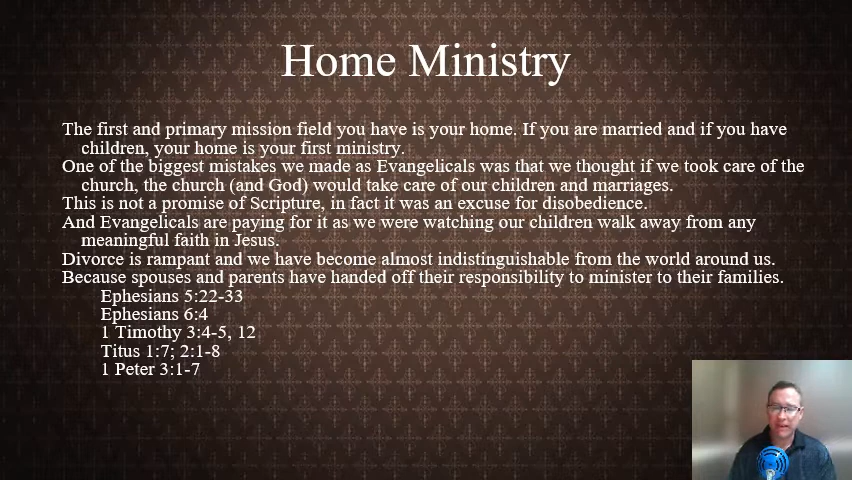 Home Ministry
The first and primary mission field you have is your home. If you are married and if you have
children, your home is your first ministry.
One of the biggest mistakes we made as Evangelicals was that we thought if we took care of the
church, the church (and God) would take care of our children and marriages.
This is not a promise of Scripture, in fact it was an excuse for disobedience.
And Evangelicals are paying for it as we were watching our children walk away from any
meaningful faith in Jesus.
Divorce is rampant and we have become almost indistinguishable from the world around us.
Because spouses and parents have handed off their responsibility to minister to their families.
Ephesians 5:22-33
Ephesians 6:4
1 Timothy 3:4-5, 12
Titus 1:7; 2:1-8
1 Peter 3:1-7